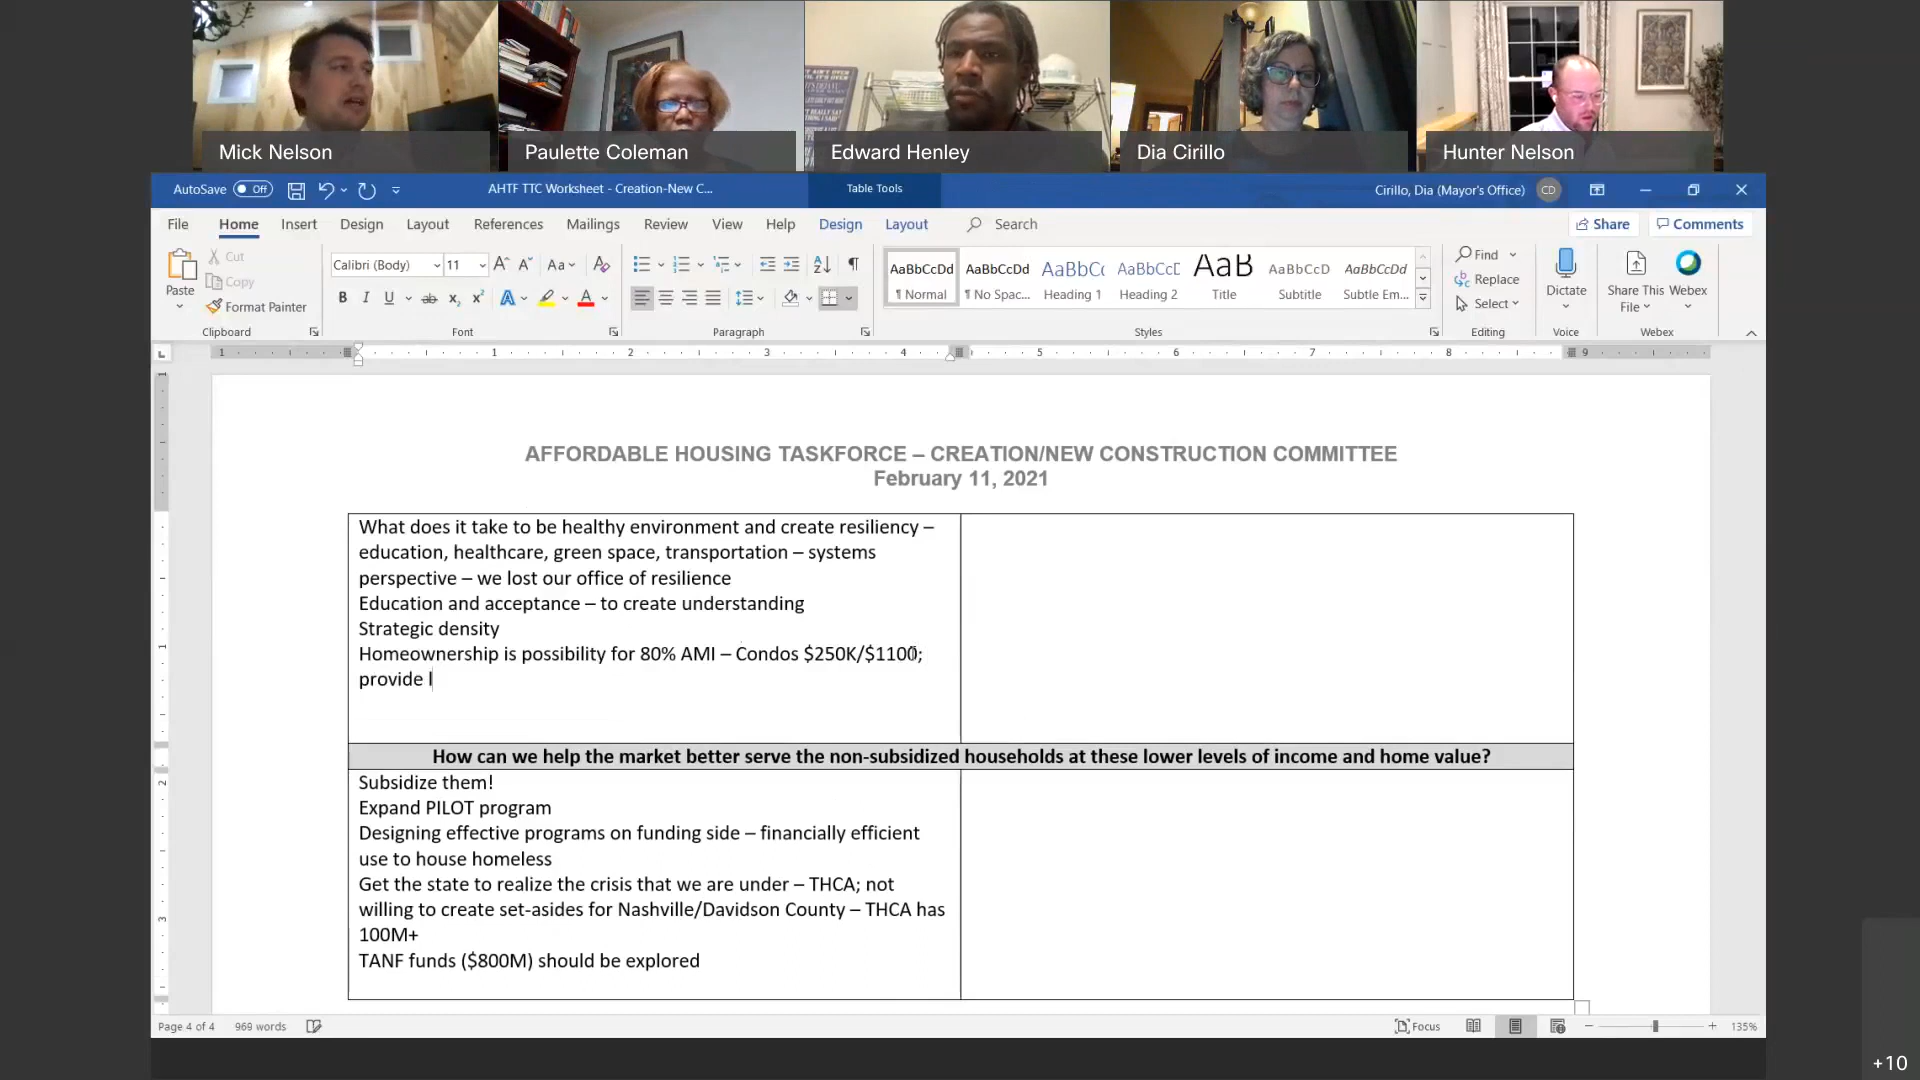 Mick Nelson
Paulette Coleman
Edward Henley
Dia Cirillo
Hunter Nelson
AutoSave Off
AHTF TTC Worksheet - Creation-New C...
Table Tools
Cirillo, Dia (Mayor's Office)
CD
File Home Insert Design Layout References Mailings Review View Help Design Layout Search
Share
Comments
Paste
Cut
Copy
Format Painter
Clipboard
Calibri (Body) 11
Font
Paragraph
AaBbCcDd AaBbCcDd AaBbCc AaBbCcD AaB AaBbCcD AaBbCcDd
¶ Normal ¶ No Spac... Heading 1 Heading 2 Title Subtitle Subtle Em...
Styles
Find
Replace
Select
Editing
Dictate
Voice
Share This File
Webex
Webex
1 1 2 3 4 5 6 7 8 9
AFFORDABLE HOUSING TASKFORCE – CREATION/NEW CONSTRUCTION COMMITTEE
February 11, 2021
What does it take to be healthy environment and create resiliency –
education, healthcare, green space, transportation – systems
perspective – we lost our office of resilience
Education and acceptance – to create understanding
Strategic density
Homeownership is possibility for 80% AMI – Condos $250K/$1100;
provide l
How can we help the market better serve the non-subsidized households at these lower levels of income and home value?
Subsidize them!
Expand PILOT program
Designing effective programs on funding side – financially efficient
use to house homeless
Get the state to realize the crisis that we are under – THCA; not
willing to create set-asides for Nashville/Davidson County – THCA has
100M+
TANF funds ($800M) should be explored
Page 4 of 4 969 words
Focus
135%
+10